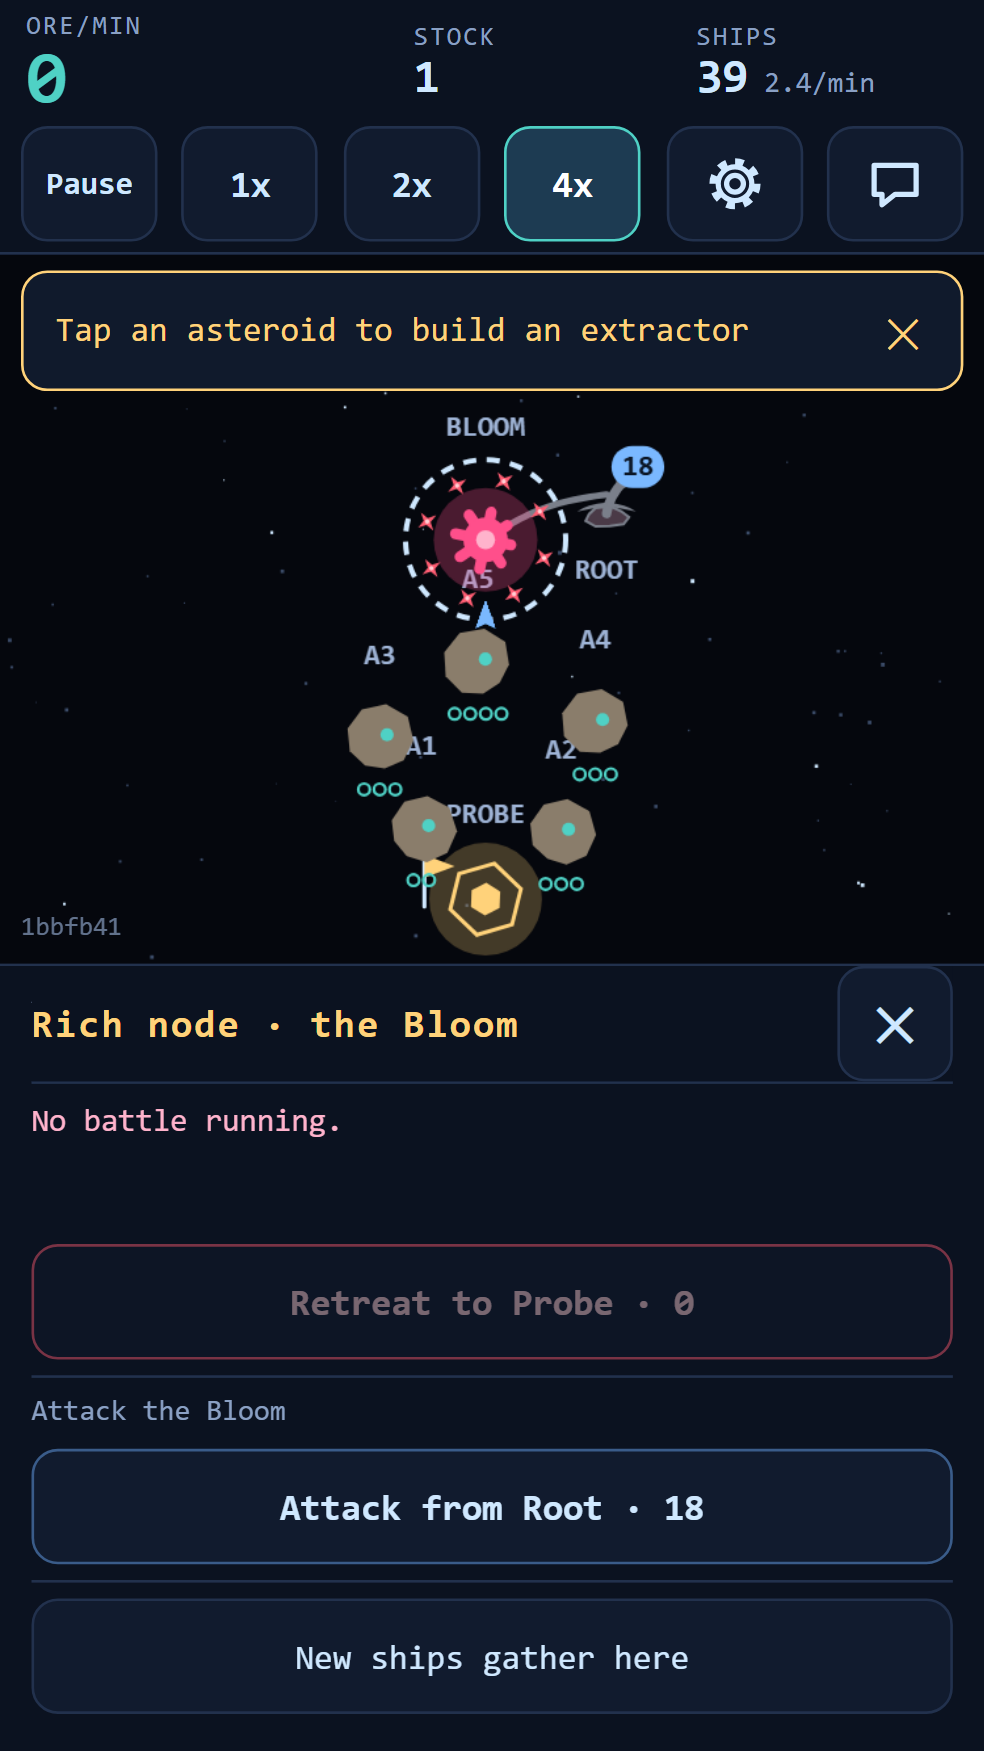 ORE/MIN
0
STOCK
1
SHIPS
39 2.4/min
Pause
1x
2x
4x
Tap an asteroid to build an extractor
BLOOM
18
ROOT
A5
A4
A3
A1
A2
PROBE
1bbfb41
Rich node · the Bloom
No battle running.
Retreat to Probe · 0
Attack the Bloom
Attack from Root · 18
New ships gather here